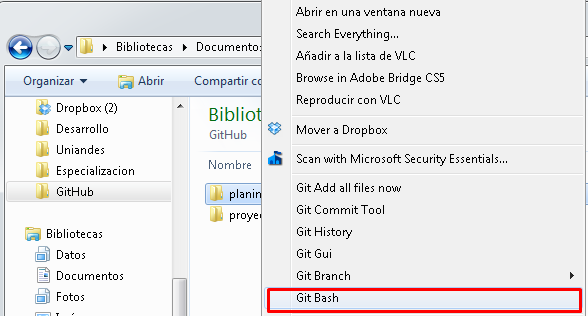 Bibliotecas
Documento
Organizar
Abrir
Compartir co
Dropbox (2)
Desarrollo
Uniandes
Especializacion
GitHub
Bibliotecas
Datos
Documentos
Fotos
Bibliot
GitHub
Nombre
planin
proyec
Abrir en una ventana nueva
Search Everything...
Añadir a la lista de VLC
Browse in Adobe Bridge CS5
Reproducir con VLC
Mover a Dropbox
Scan with Microsoft Security Essentials...
Git Add all files now
Git Commit Tool
Git History
Git Gui
Git Branch
Git Bash